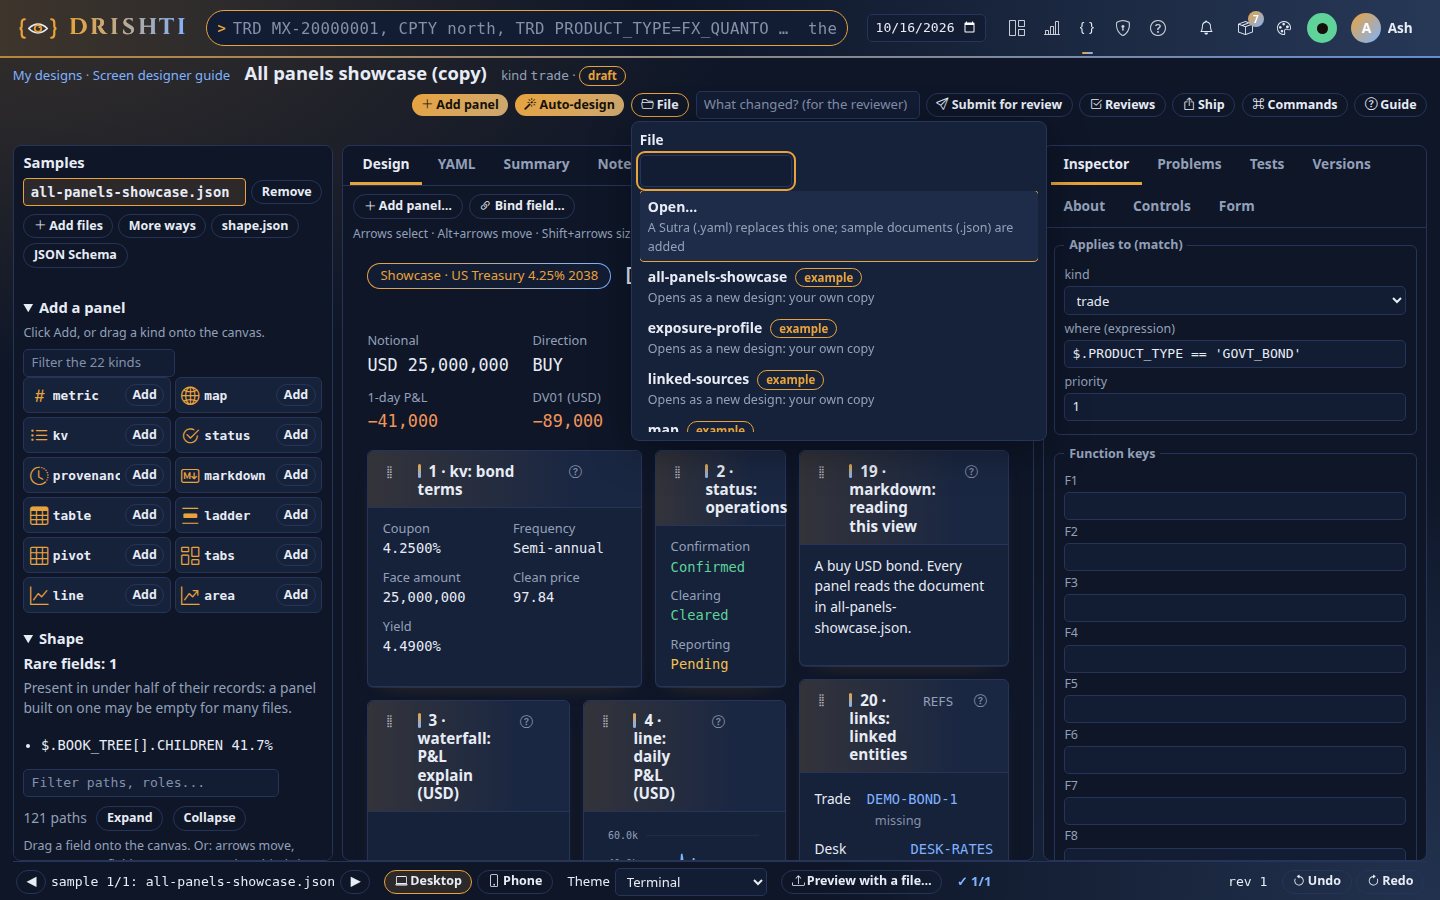 DRISHTI
> TRD MX-20000001, CPTY north, TRD PRODUCT_TYPE=FX_QUANTO … the
10/16/2026
7
A Ash
My designs · Screen designer guide All panels showcase (copy) kind trade · draft
Add panel Auto-design File What changed? (for the reviewer) Submit for review Reviews Ship Commands Guide
Samples
all-panels-showcase.json Remove
Add files More ways shape.json
JSON Schema
Add a panel
Click Add, or drag a kind onto the canvas.
Filter the 22 kinds
metric Add map Add
kv Add status Add
provenanc Add markdown Add
table Add ladder Add
pivot Add tabs Add
line Add area Add
Shape
Rare fields: 1
Present in under half of their records: a panel
built on one may be empty for many files.
• $.BOOK_TREE[].CHILDREN 41.7%
Filter paths, roles...
121 paths Expand Collapse
Drag a field onto the canvas. Or: arrows move,
Design YAML Summary Note
Add panel... Bind field...
Arrows select · Alt+arrows move · Shift+arrows siz
Showcase · US Treasury 4.25% 2038
File
Open...
A Sutra (.yaml) replaces this one; sample documents (.json) are
added
all-panels-showcase example
Opens as a new design: your own copy
exposure-profile example
Opens as a new design: your own copy
linked-sources example
Opens as a new design: your own copy
map example
Notional Direction
USD 25,000,000 BUY
1-day P&L DV01 (USD)
−41,000 −89,000
1 · kv: bond
terms
Coupon Frequency
4.2500% Semi-annual
Face amount Clean price
25,000,000 97.84
Yield
4.4900%
2 ·
status:
operations
Confirmation
Confirmed
Clearing
Cleared
Reporting
Pending
19 ·
markdown:
reading
this view
A buy USD bond. Every
panel reads the document
in all-panels-
showcase.json.
3 ·
waterfall:
P&L
explain
(USD)
4 ·
line:
daily
P&L
(USD)
60.0k
20 · REFS
links:
linked
entities
Trade DEMO-BOND-1
missing
Desk DESK-RATES
Inspector Problems Tests Versions
About Controls Form
Applies to (match)
kind
trade
where (expression)
$.PRODUCT_TYPE == 'GOVT_BOND'
priority
1
Function keys
F1
F2
F3
F4
F5
F6
F7
F8
sample 1/1: all-panels-showcase.json Desktop Phone Theme Terminal Preview with a file... ✓ 1/1 rev 1 Undo Redo